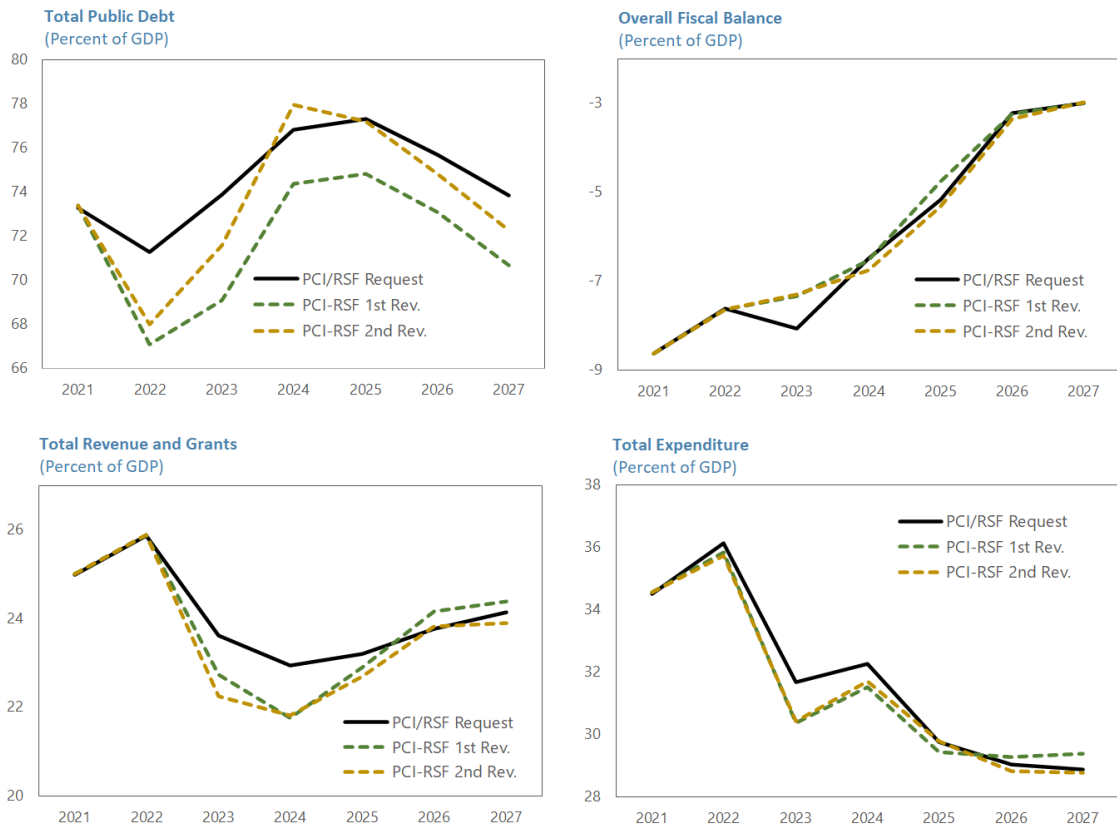 Total Public Debt
(Percent of GDP)
80
78
76
74
72
70
68
66
PCI/RSF Request
PCI-RSF 1st Rev.
PCI-RSF 2nd Rev.
2021 2022 2023 2024 2025 2026 2027
Overall Fiscal Balance
(Percent of GDP)
-3
-5
-7
-9
PCI/RSF Request
PCI-RSF 1st Rev.
PCI-RSF 2nd Rev.
2021 2022 2023 2024 2025 2026 2027
Total Revenue and Grants
(Percent of GDP)
26
24
22
20
PCI/RSF Request
PCI-RSF 1st Rev.
PCI-RSF 2nd Rev.
2021 2022 2023 2024 2025 2026 2027
Total Expenditure
(Percent of GDP)
38
36
34
32
30
28
PCI/RSF Request
PCI-RSF 1st Rev.
PCI-RSF 2nd Rev.
2021 2022 2023 2024 2025 2026 2027